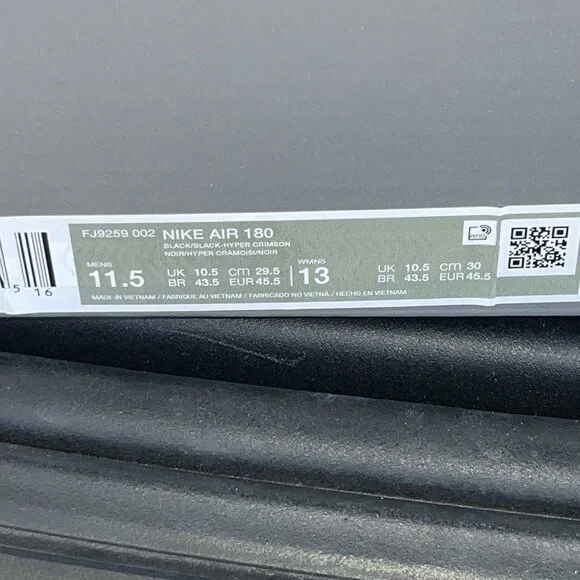 FJ9259 002 NIKE AIR 180
BLACK/BLACK-HYPER CRIMSON
NOIR/HYPER CRAMOISI/NOIR
MENS
11.5
UK 10.5 CM 29.5
BR 43.5 EUR 45.5
WMNS
13
UK 10.5 CM 30
BR 43.5 EUR 45.5
MADE IN VIETNAM / FABRIQUE AU VIETNAM / FABRICADO NO VIETNÃ / HECHO EN VIETNAM
5 16